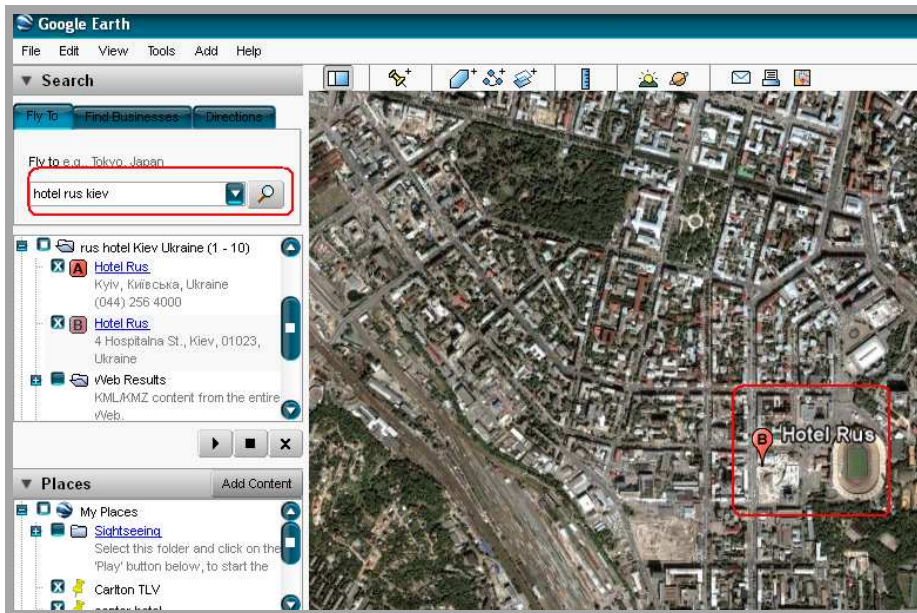 Google Earth
File Edit View Tools Add Help
Search
Fly To Find Businesses Directions
Fly to e.g., Tokyo, Japan
hotel rus kiev
rus hotel Kiev Ukraine (1 - 10)
A Hotel Rus
Kyiv, Київська, Ukraine
(044) 256 4000
B Hotel Rus
4 Hospitalna St., Kiev, 01023,
Ukraine
Web Results
KML/KMZ content from the entire
Web.
Places Add Content
My Places
Sightseeing
Select this folder and click on the
'Play' button below, to start the
Carlton TLV
center hotel
B Hotel Rus